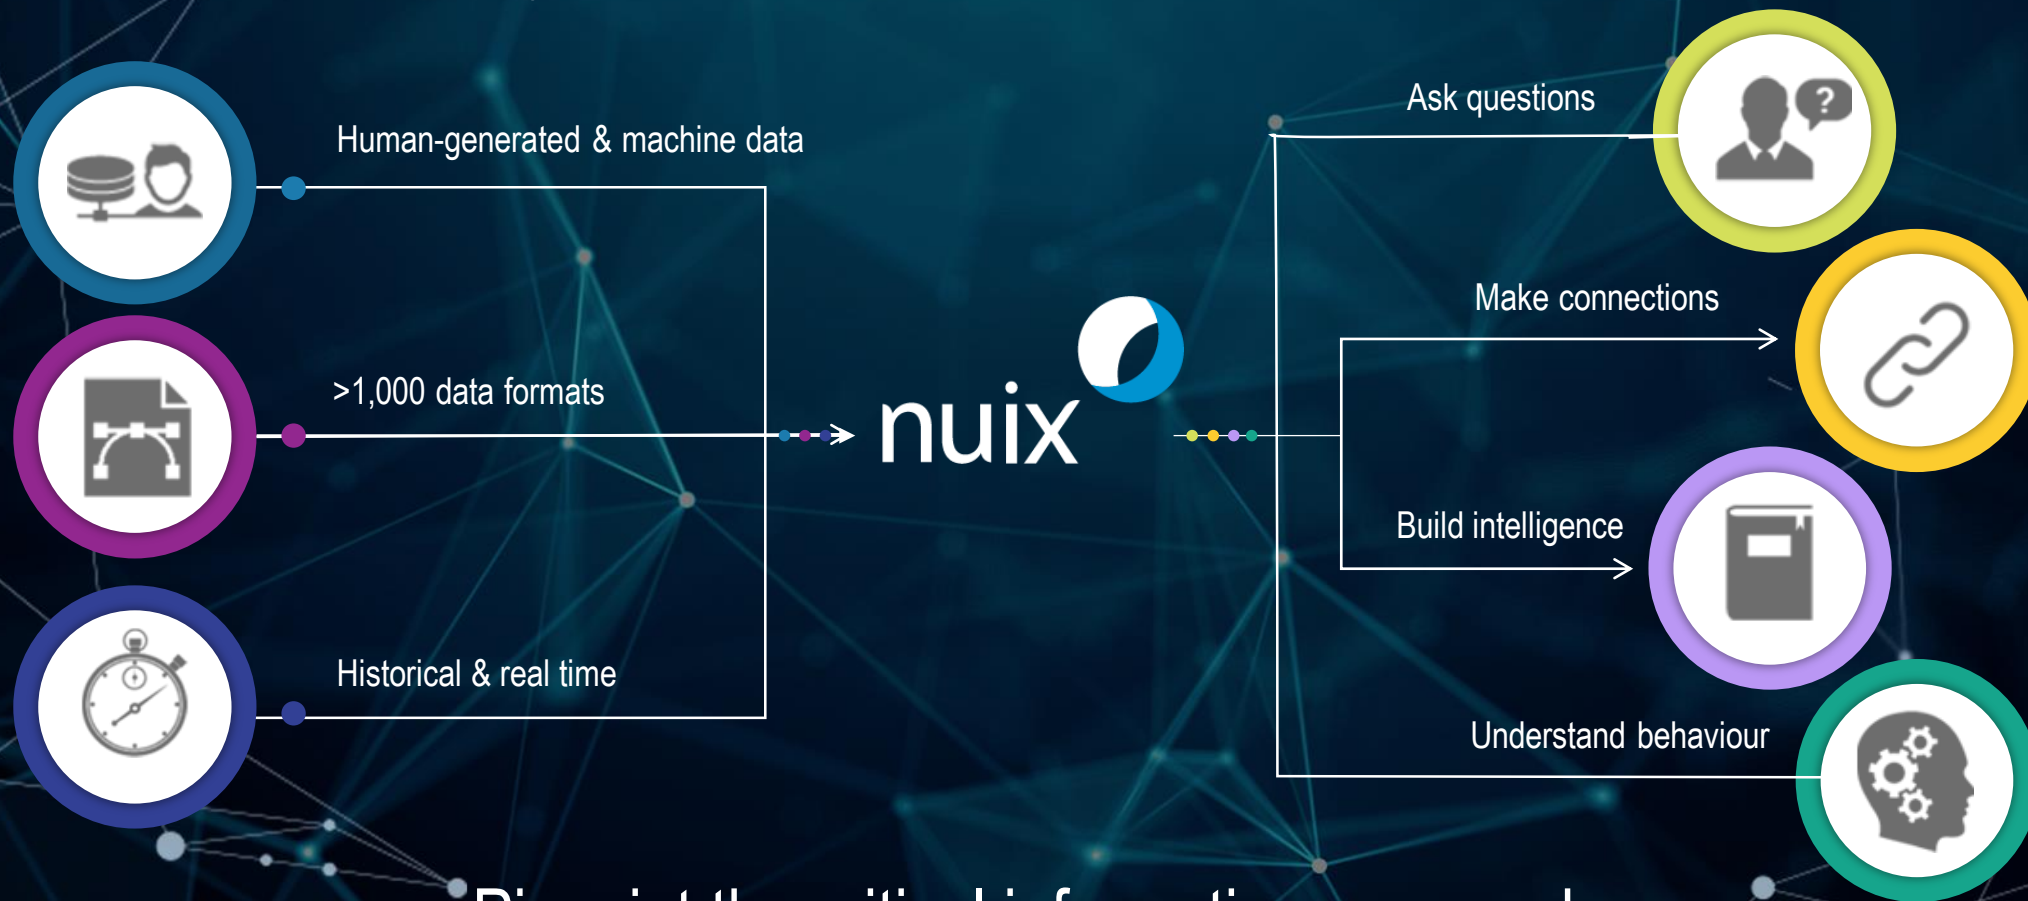 Human-generated & machine data
>1,000 data formats
Historical & real time
nuix
Ask questions
?
Make connections
Build intelligence
Understand behaviour